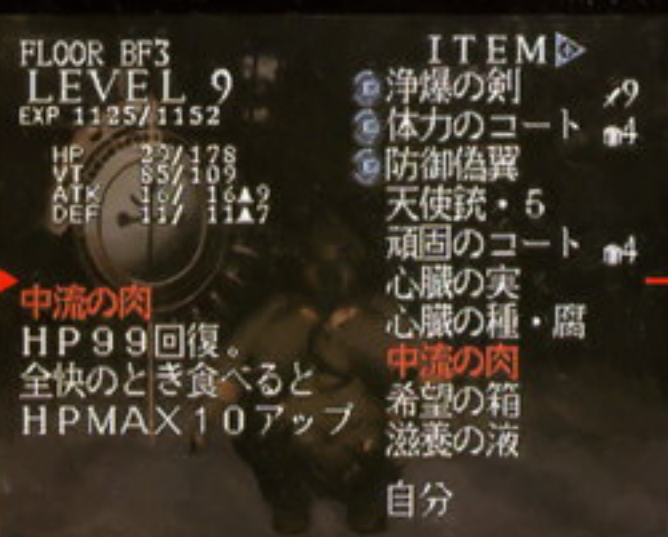 FLOOR BF3
LEVEL 9
EXP 1125/1152
HP 29/178
VT 85/109
ATK 16/ 16▲9
DEF 11/ 11▲7
中流の肉
HP99回復。
全快のとき食べると
HPMAX10アップ
ITEM
浄爆の剣 9
体力のコート 4
防御偽翼
天使銃・5
頑固のコート 4
心臓の実
心臓の種・腐
中流の肉
希望の箱
滋養の液
自分